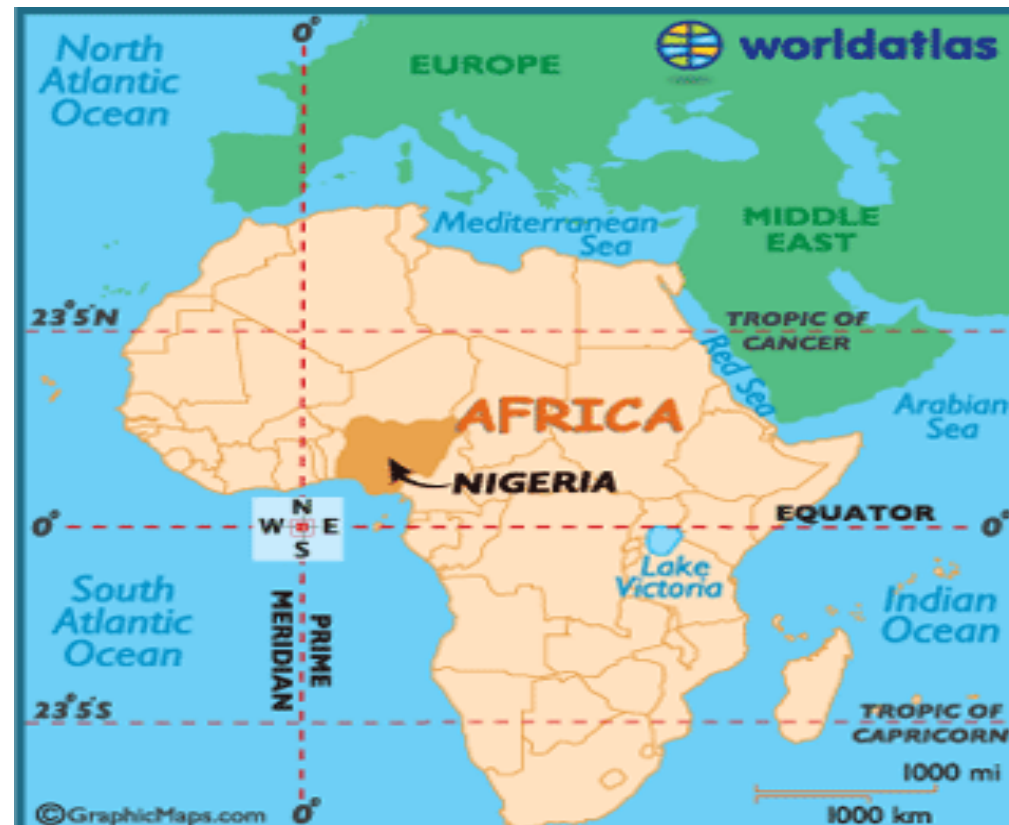 0°
North
Atlantic
Ocean
EUROPE
worldatlas
Mediterranean
Sea
MIDDLE
EAST
23°5'N
TROPIC OF
CANCER
Red Sea
Arabian
Sea
AFRICA
NIGERIA
0°
N
W E
S
EQUATOR
0°
Lake
Victoria
South
Atlantic
Ocean
PRIME
MERIDIAN
Indian
Ocean
23°5'S
TROPIC OF
CAPRICORN
1000 mi
1000 km
©GraphicMaps.com
0°